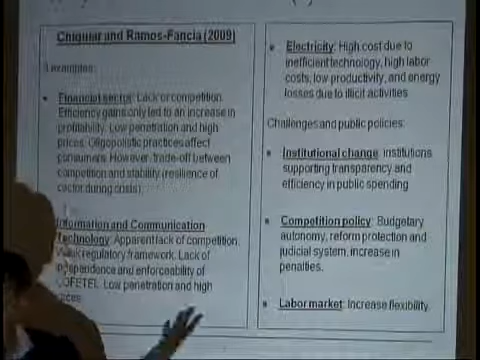 Chiquiar and Ramos-Francia (2009)
Examples:
• Financial sector: Lack of competition.
Efficiency gains only led to an increase in
profitability. Low penetration and high
prices. Oligopolistic practices affect
consumers. However, trade-off between
competition and stability (resilience of
sector during crisis)
Information and Communication
Technology: Apparent lack of competition.
Weak regulatory framework. Lack of
independence and enforceability of
COFETEL. Low penetration and high
prices
• Electricity: High cost due to
inefficient technology, high labor
costs, low productivity, and energy
losses due to illicit activities
Challenges and public policies:
• Institutional change: institutions
supporting transparency and
efficiency in public spending
• Competition policy: Budgetary
autonomy, reform protection and
judicial system, increase in
penalties.
• Labor market: Increase flexibility.